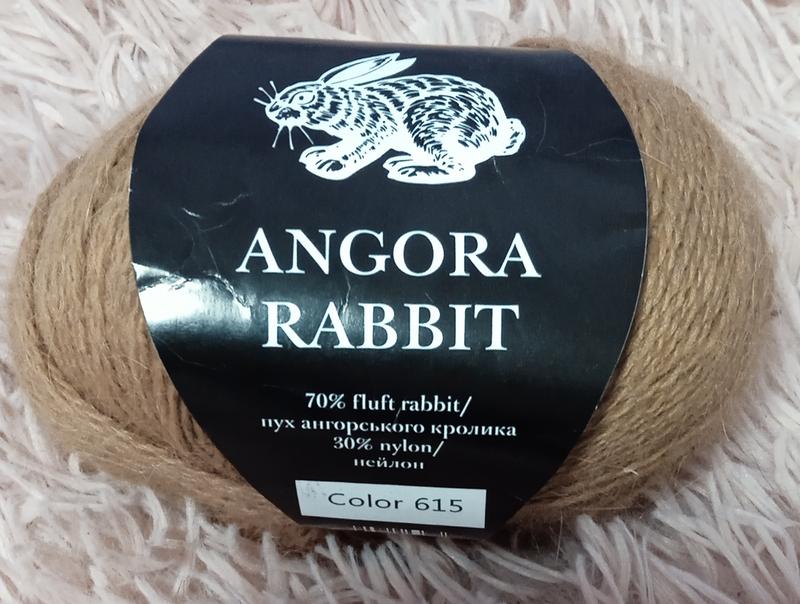 ANGORA
RABBIT
70% fluft rabbit/
пух ангорського кролика
30% nylon/
нейлон
Color 615